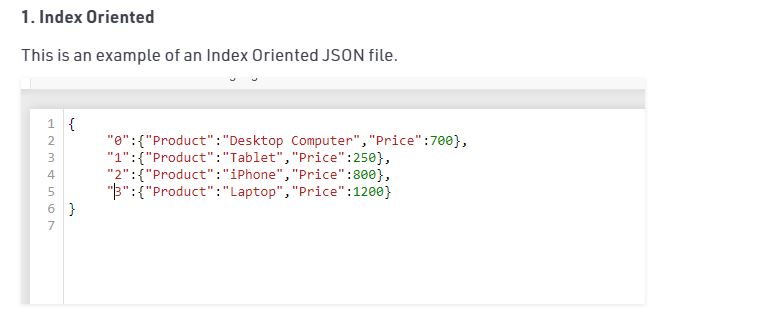 1. Index Oriented
This is an example of an Index Oriented JSON file.
1 {
2 "0":{"Product":"Desktop Computer","Price":700},
3 "1":{"Product":"Tablet","Price":250},
4 "2":{"Product":"iPhone","Price":800},
5 "3":{"Product":"Laptop","Price":1200}
6 }
7